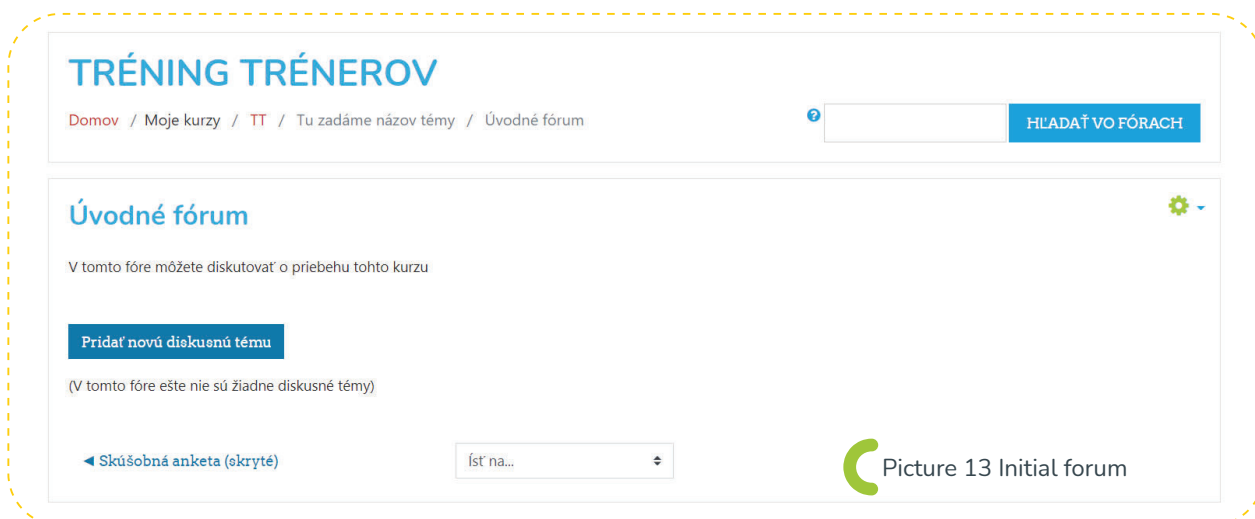 TRÉNING TRÉNEROV
Domov / Moje kurzy / TT / Tu zadáme názov témy / Úvodné fórum
HĽADAŤ VO FÓRACH
Úvodné fórum
V tomto fóre môžete diskutovať o priebehu tohto kurzu
Pridať novú diskusnú tému
(V tomto fóre ešte nie sú žiadne diskusné témy)
◄ Skúšobná anketa (skryté)
Ísť na...
Picture 13 Initial forum